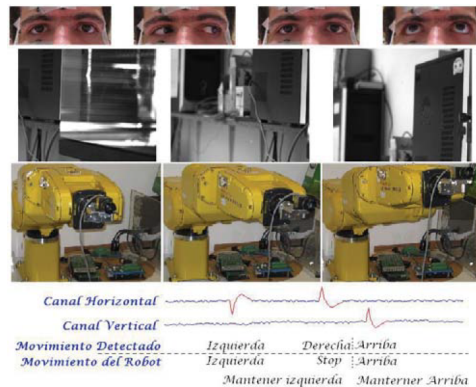 Canal Horizontal
Canal Vertical
Movimiento Detectado Izquierda Derecha Arriba
Movimiento del Robot Izquierda Stop Arriba
Mantener izquierda Manterner Arriba